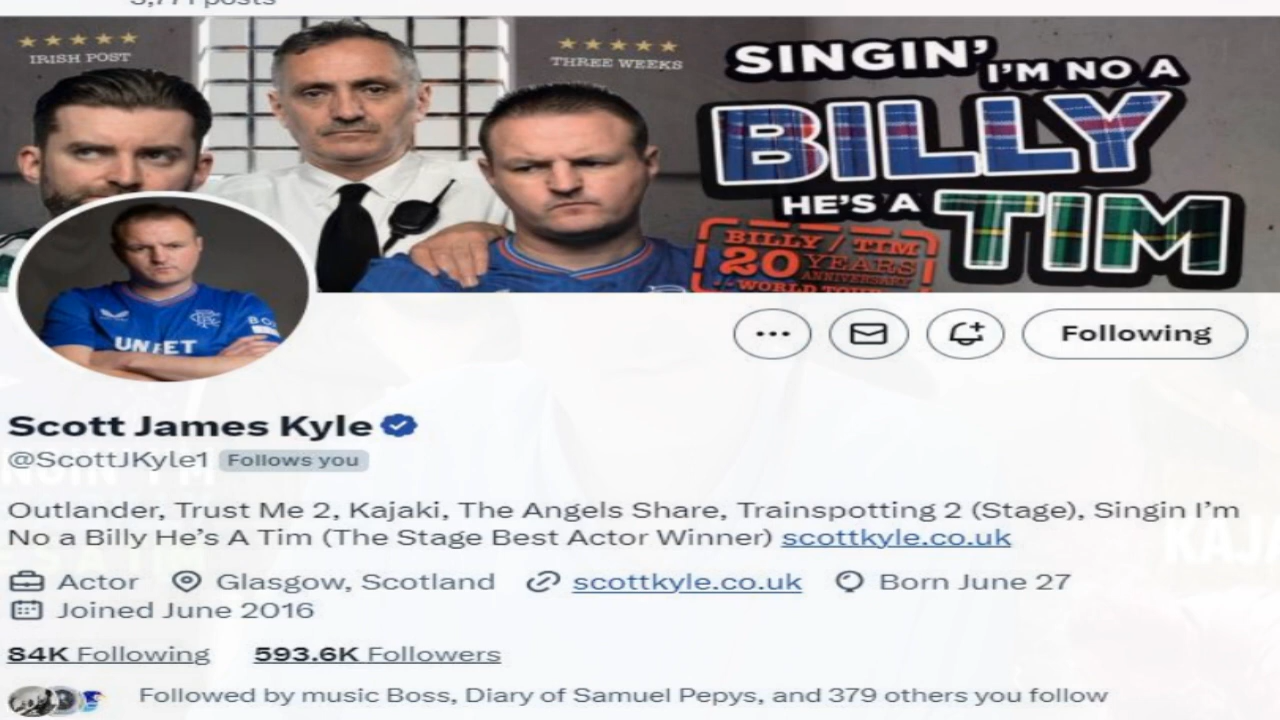 3,771 posts
★★★★★
IRISH POST
★★★★★
THREE WEEKS
SINGIN'
I'M NO A
BILLY
HE'S A
TIM
BILLY / TIM
20 YEARS
ANNIVERSARY
WORLD TOUR
UNIBET
Following
Scott James Kyle
@ScottJKyle1 Follows you
Outlander, Trust Me 2, Kajaki, The Angels Share, Trainspotting 2 (Stage), Singin I’m
No a Billy He’s A Tim (The Stage Best Actor Winner) scottkyle.co.uk
Actor Glasgow, Scotland scottkyle.co.uk Born June 27
Joined June 2016
84K Following 593.6K Followers
Followed by music Boss, Diary of Samuel Pepys, and 379 others you follow